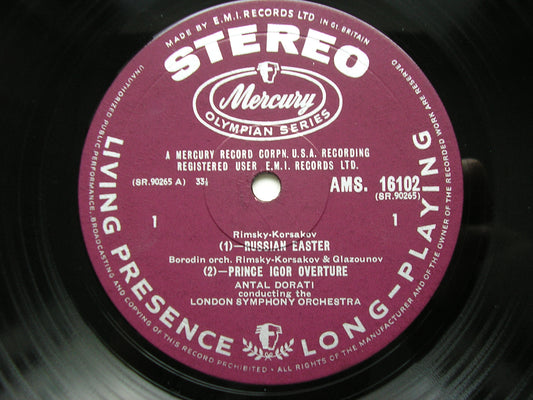 MADE BY E.M.I. RECORDS LTD IN GT. BRITAIN
STEREO
Mercury
OLYMPIAN SERIES
A MERCURY RECORD CORPN. U.S.A. RECORDING
REGISTERED USER E.M.I. RECORDS LTD.
(SR.90265 A) 33⅓
AMS. 16102
(SR.90265)
1 1
Rimsky-Korsakov
(1)—RUSSIAN EASTER
Borodin orch. Rimsky-Korsakov & Glazounov
(2)—PRINCE IGOR OVERTURE
ANTAL DORATI
conducting the
LONDON SYMPHONY ORCHESTRA
LIVING PRESENCE LONG-PLAYING
UNAUTHORIZED PUBLIC PERFORMANCE, BROADCASTING AND COPYING OF THIS RECORD PROHIBITED • ALL RIGHTS OF THE MANUFACTURER AND OF THE OWNER OF THE RECORDED WORK ARE RESERVED